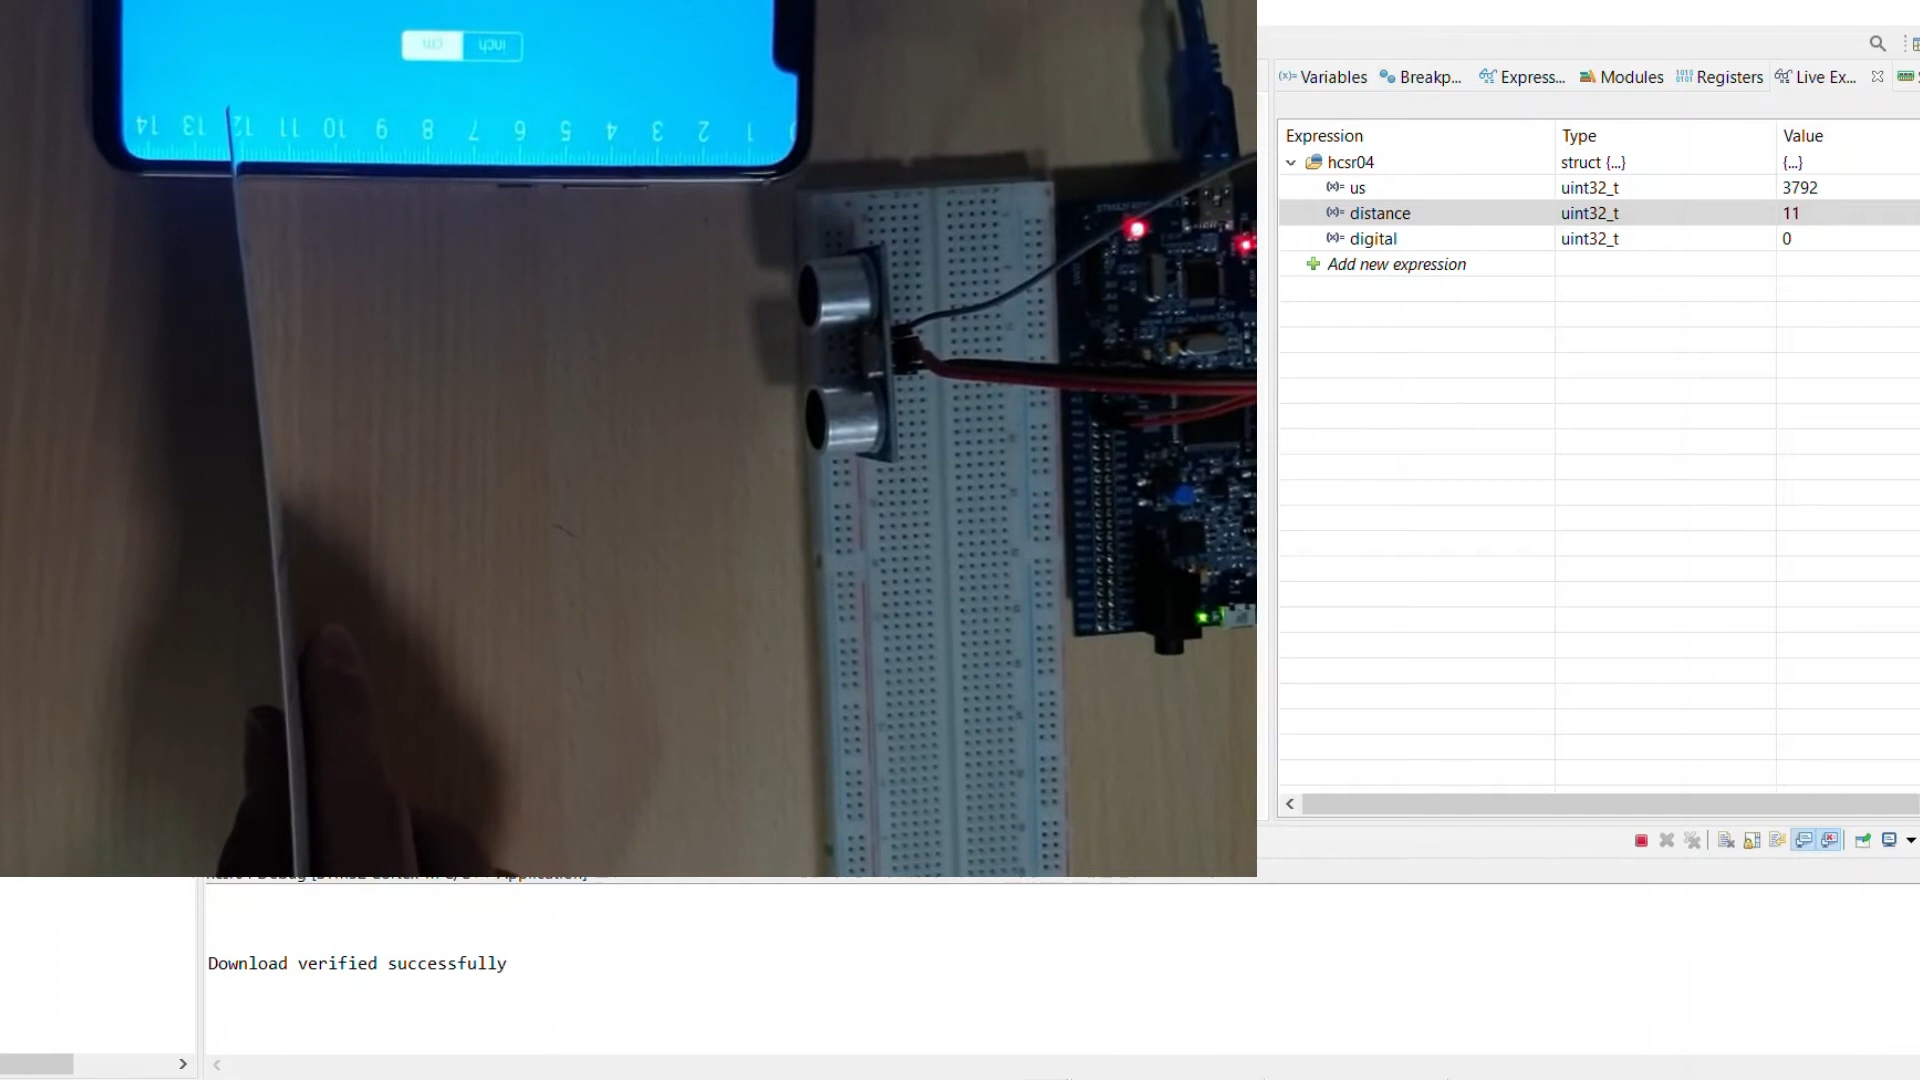 inch
cm
14 13 12 11 10 9 8 7 6 5 4 3 2 1 0
Variables Breakp... Express... Modules Registers Live Ex...
Expression Type Value
hcsr04 struct {...} {...}
us uint32_t 3792
distance uint32_t 11
digital uint32_t 0
Add new expression
Download verified successfully